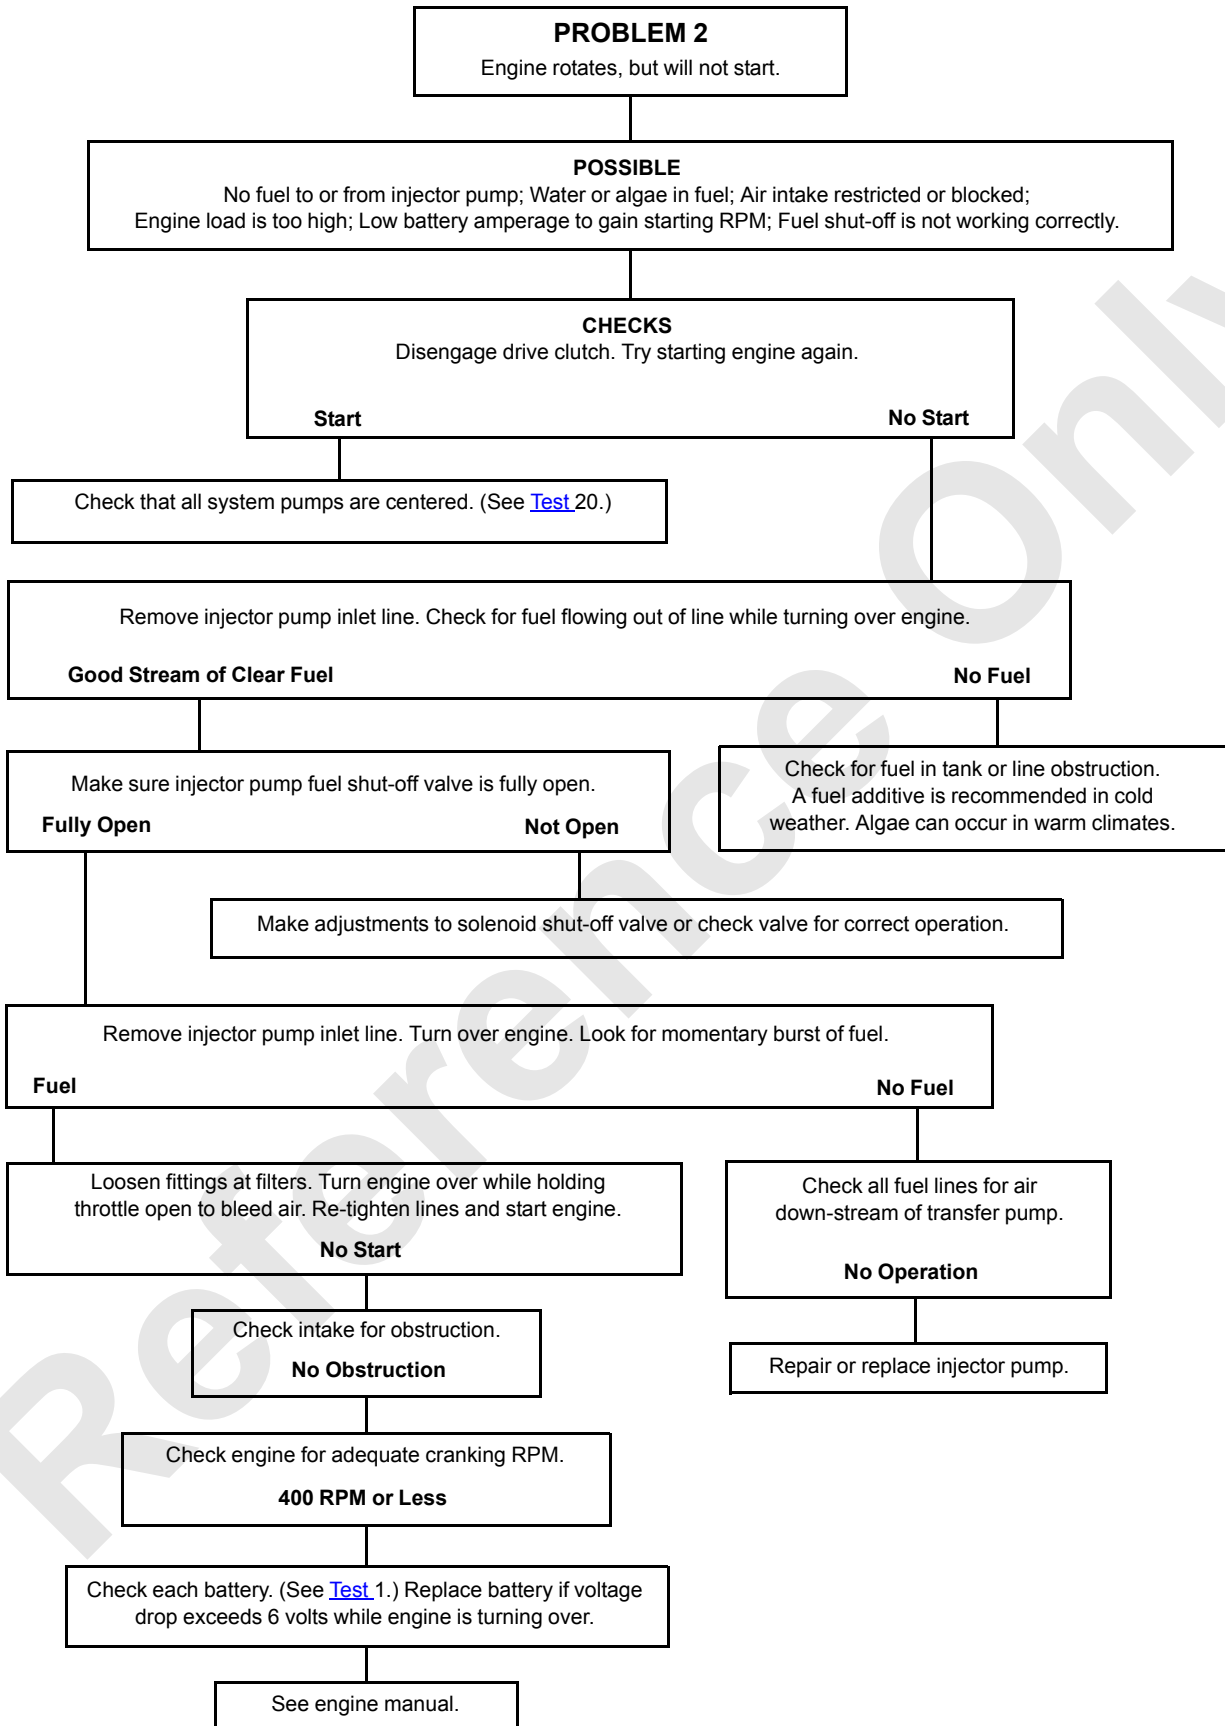 PROBLEM 2
Engine rotates, but will not start.
POSSIBLE
No fuel to or from injector pump; Water or algae in fuel; Air intake restricted or blocked;
Engine load is too high; Low battery amperage to gain starting RPM; Fuel shut-off is not working correctly.
CHECKS
Disengage drive clutch. Try starting engine again.
Start
No Start
Check that all system pumps are centered. (See Test 20.)
Remove injector pump inlet line. Check for fuel flowing out of line while turning over engine.
Good Stream of Clear Fuel
No Fuel
Make sure injector pump fuel shut-off valve is fully open.
Fully Open
Not Open
Check for fuel in tank or line obstruction.
A fuel additive is recommended in cold
weather. Algae can occur in warm climates.
Make adjustments to solenoid shut-off valve or check valve for correct operation.
Remove injector pump inlet line. Turn over engine. Look for momentary burst of fuel.
Fuel
No Fuel
Loosen fittings at filters. Turn engine over while holding
throttle open to bleed air. Re-tighten lines and start engine.
No Start
Check all fuel lines for air
down-stream of transfer pump.
No Operation
Check intake for obstruction.
No Obstruction
Repair or replace injector pump.
Check engine for adequate cranking RPM.
400 RPM or Less
Check each battery. (See Test 1.) Replace battery if voltage
drop exceeds 6 volts while engine is turning over.
See engine manual.
Reference Only